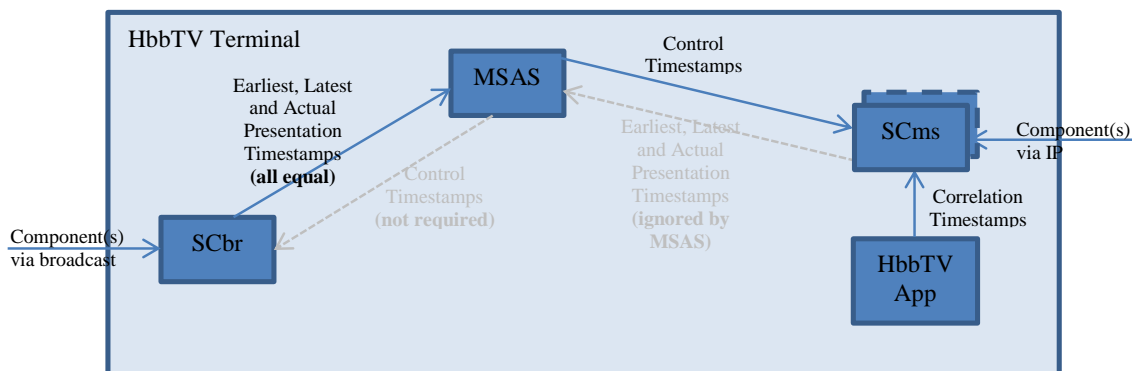 HbbTV Terminal
MSAS
Control
Timestamps
Earliest, Latest
and Actual
Presentation
Timestamps
(all equal)
Control
Timestamps
(not required)
Earliest, Latest
and Actual
Presentation
Timestamps
(ignored by
MSAS)
SCms
Component(s)
via IP
Correlation
Timestamps
Component(s)
via broadcast
SCbr
HbbTV
App